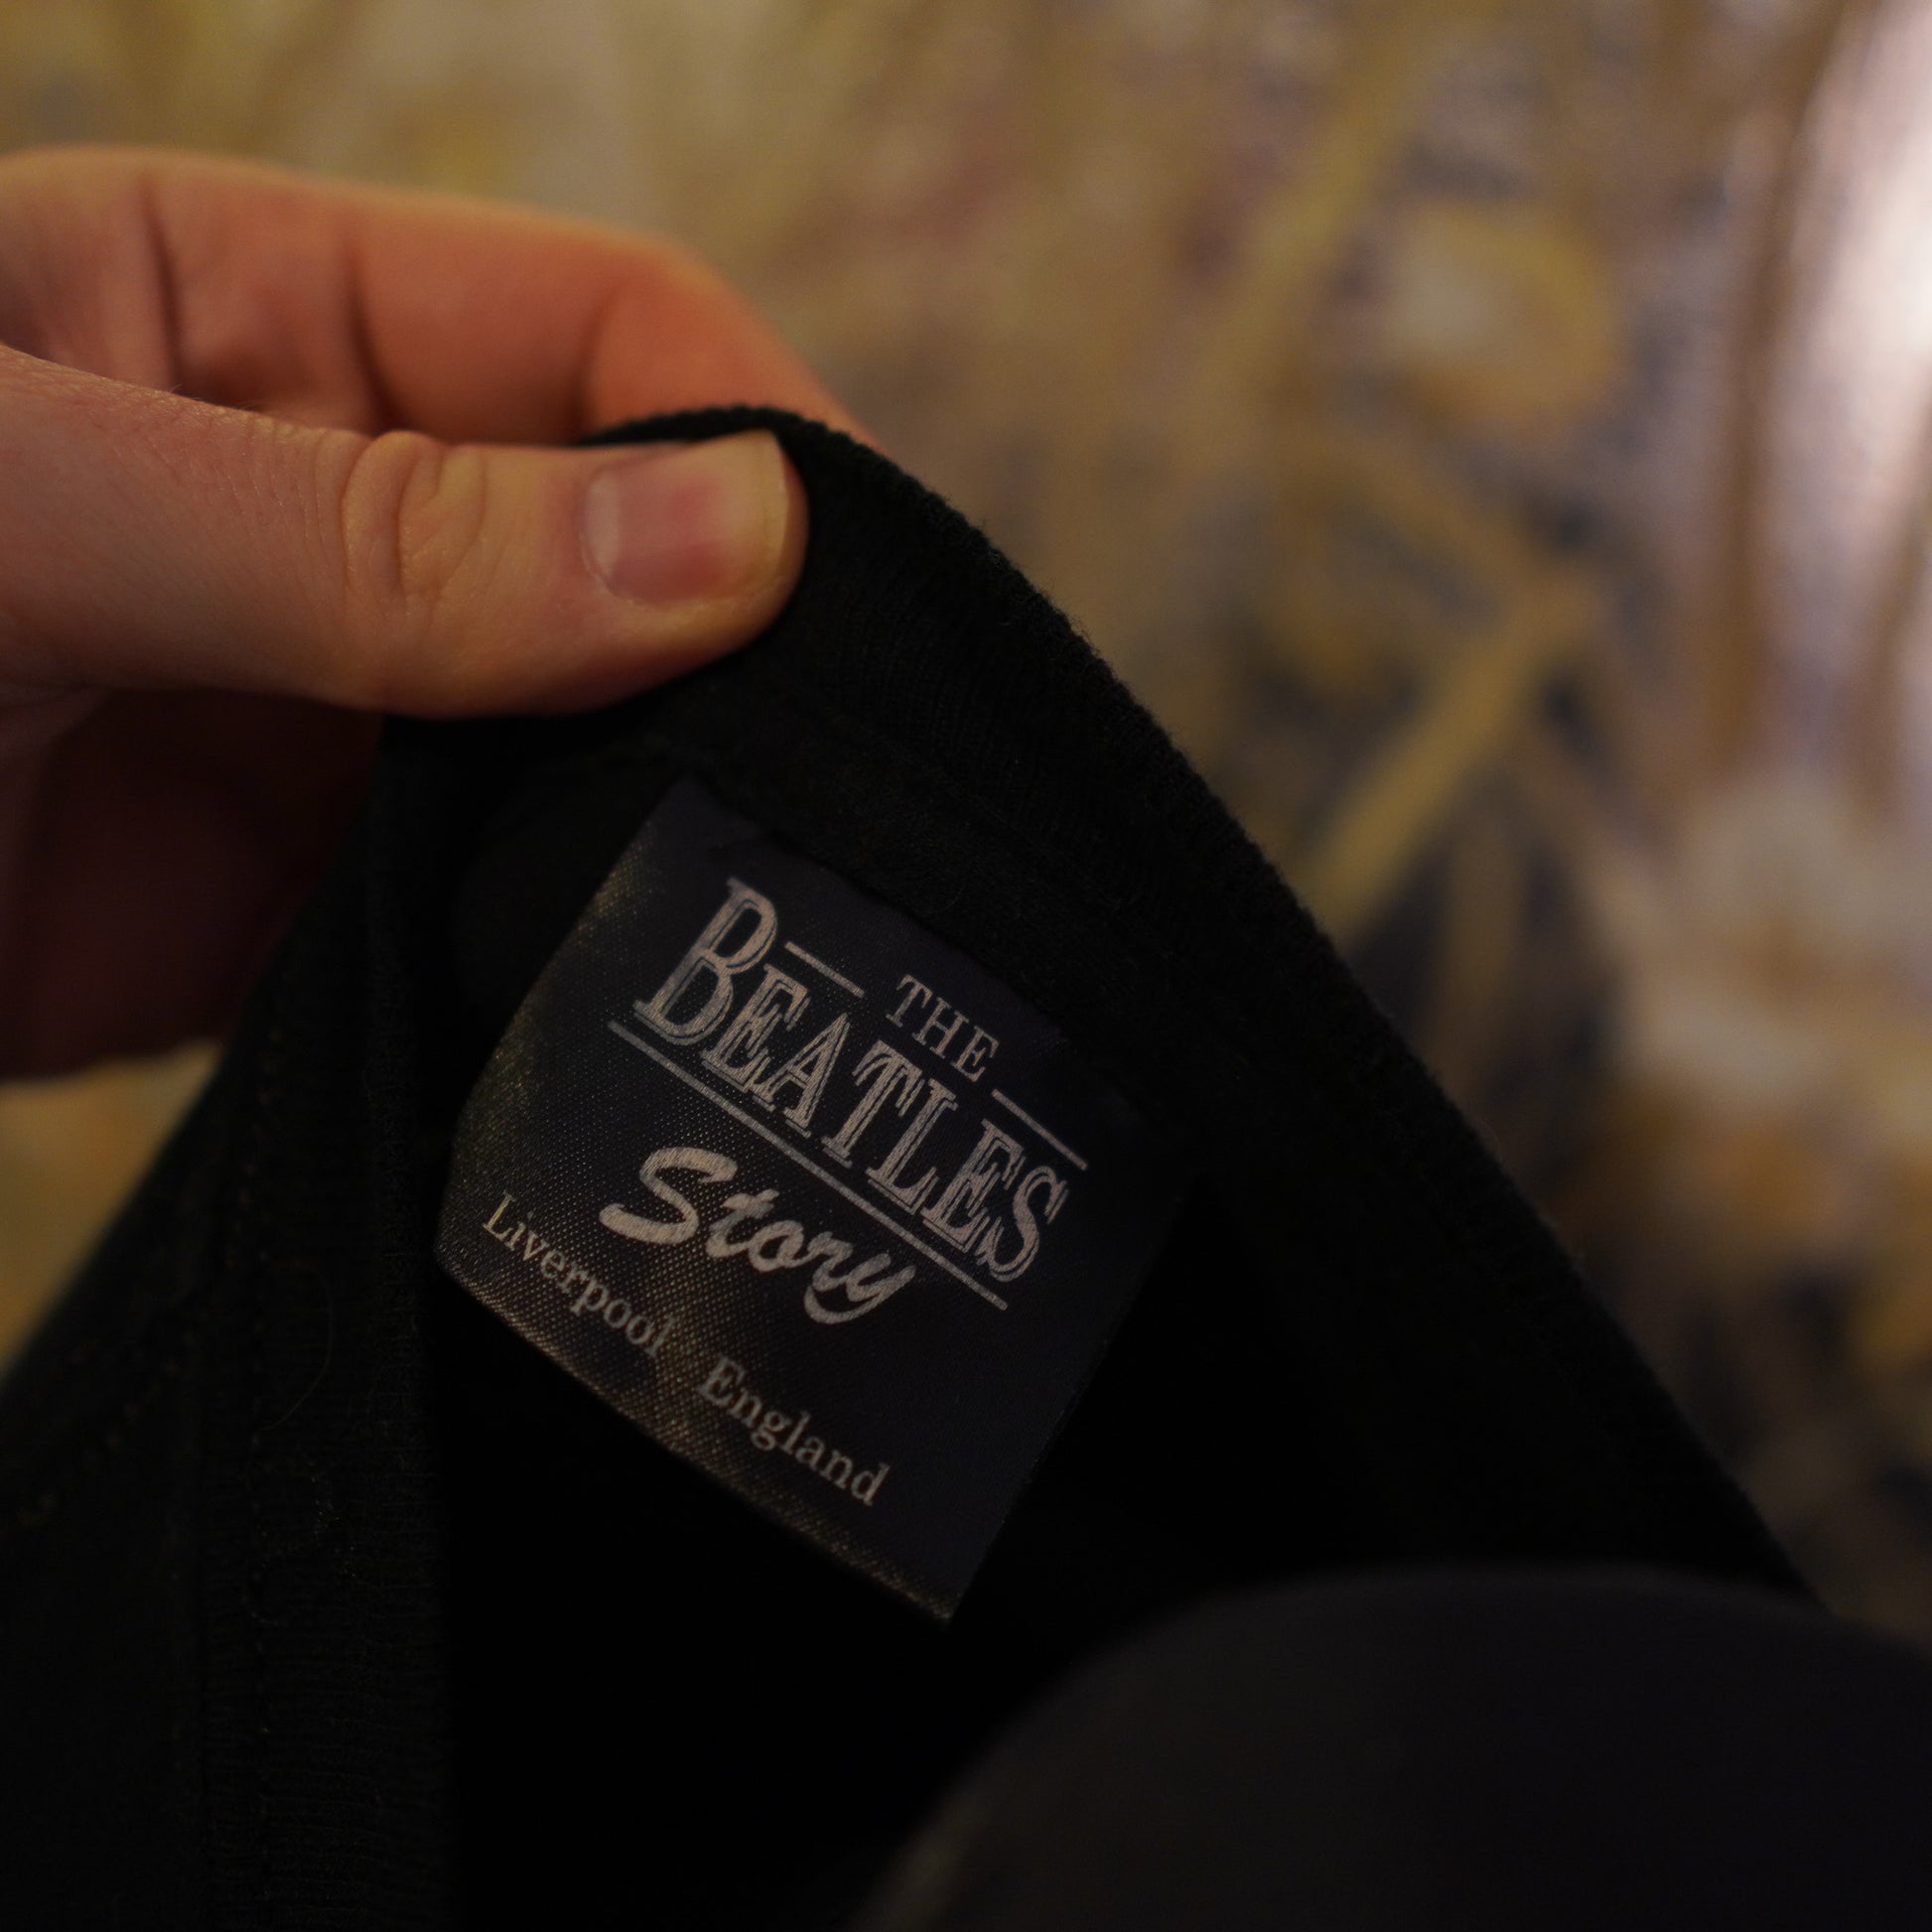 THE
BEATLES
Story
Liverpool England